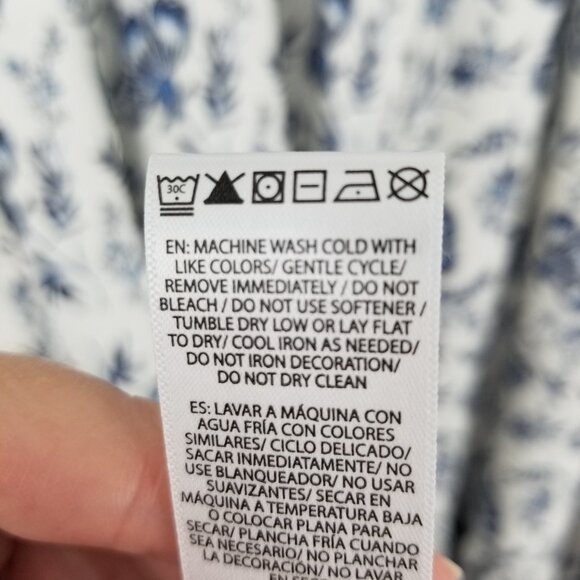 30C
EN: MACHINE WASH COLD WITH
LIKE COLORS/ GENTLE CYCLE/
REMOVE IMMEDIATELY / DO NOT
BLEACH / DO NOT USE SOFTENER /
TUMBLE DRY LOW OR LAY FLAT
TO DRY/ COOL IRON AS NEEDED/
DO NOT IRON DECORATION/
DO NOT DRY CLEAN
ES: LAVAR A MÁQUINA CON
AGUA FRÍA CON COLORES
SIMILARES/ CICLO DELICADO/
SACAR INMEDIATAMENTE/ NO
USE BLANQUEADOR/ NO USAR
SUAVIZANTES/ SECAR EN
MÁQUINA A TEMPERATURA BAJA
O COLOCAR PLANA PARA
SECAR/ PLANCHA FRÍA CUANDO
SEA NECESARIO/ NO PLANCHAR
LA DECORACIÓN/ NO LAVAR
EN